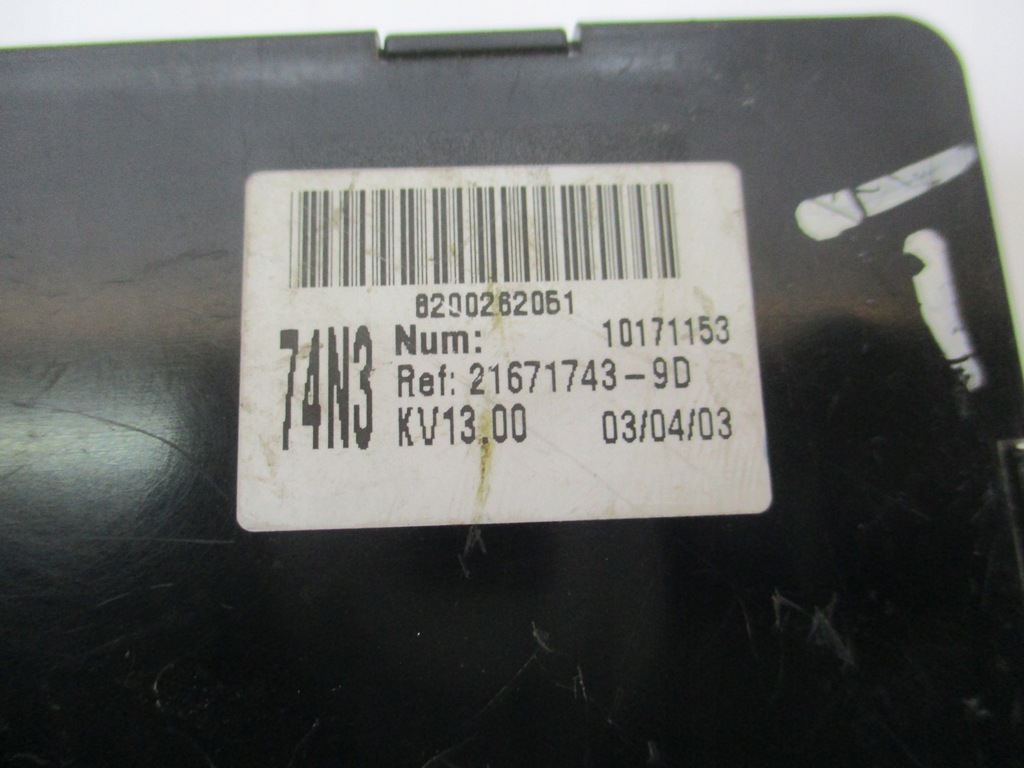 8200262051
74N3
Num: 10171153
Ref: 21671743-9D
KV13.00 03/04/03